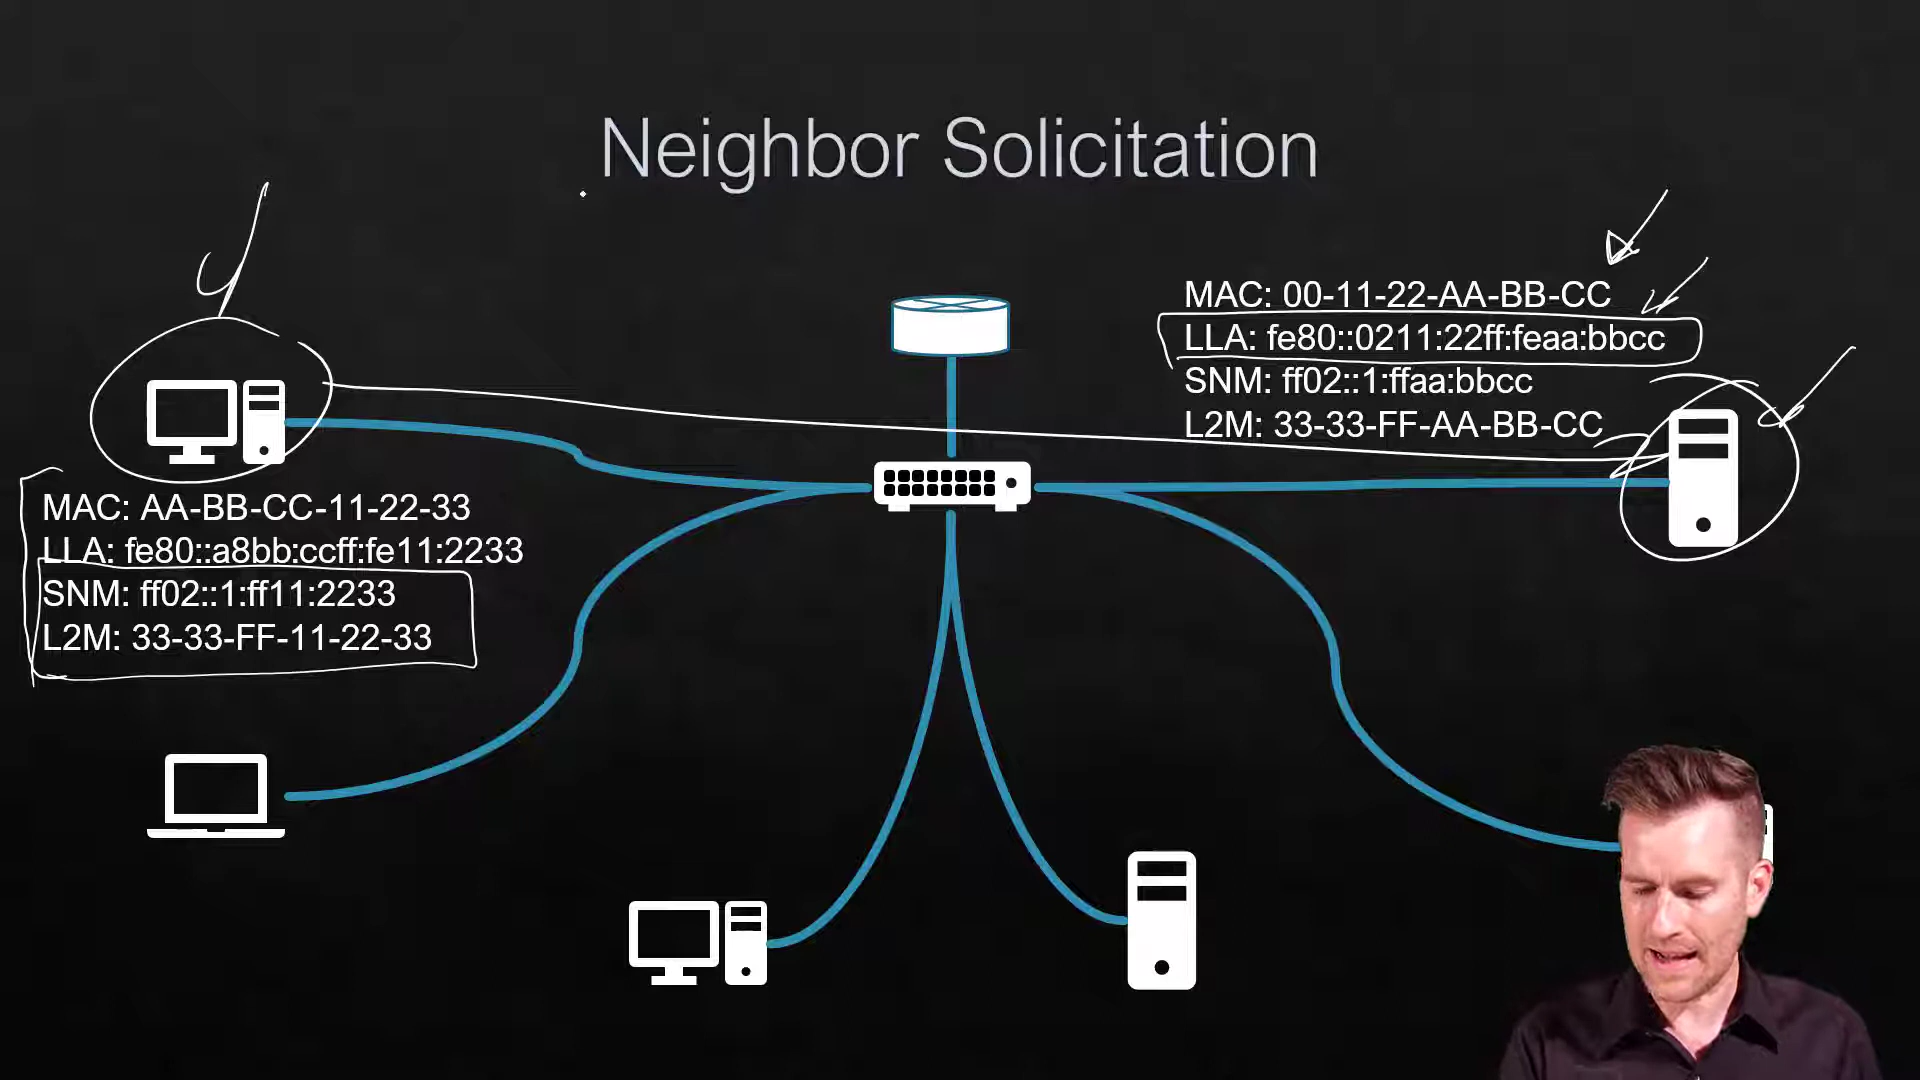 Neighbor Solicitation
MAC: 00-11-22-AA-BB-CC
LLA: fe80::0211:22ff:feaa:bbcc
SNM: ff02::1:ffaa:bbcc
L2M: 33-33-FF-AA-BB-CC
MAC: AA-BB-CC-11-22-33
LLA: fe80::a8bb:ccff:fe11:2233
SNM: ff02::1:ff11:2233
L2M: 33-33-FF-11-22-33